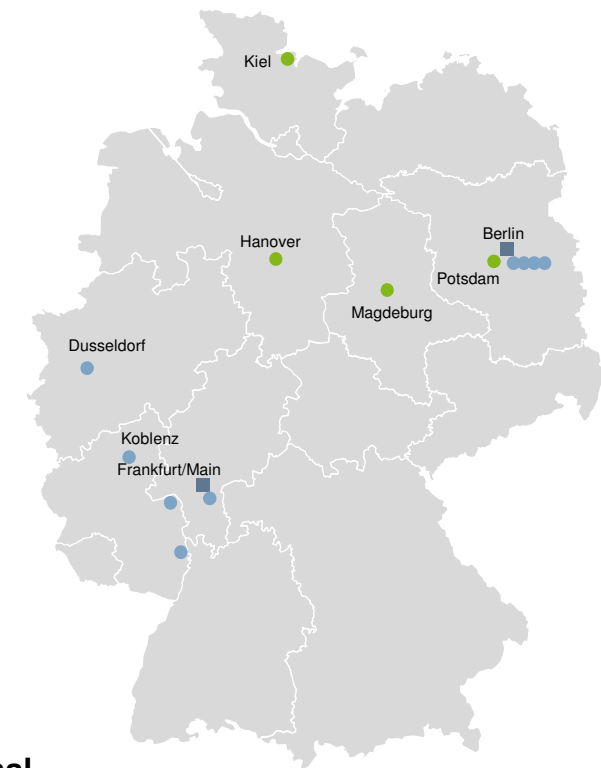 Kiel
Hanover
Berlin
Potsdam
Magdeburg
Dusseldorf
Koblenz
Frankfurt/Main